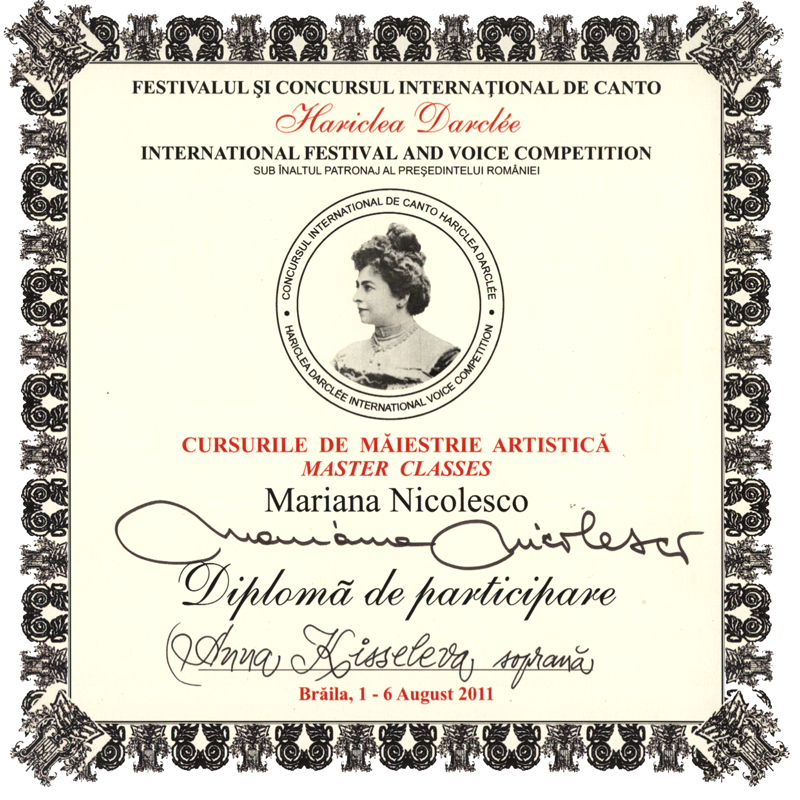 FESTIVALUL ŞI CONCURSUL INTERNAŢIONAL DE CANTO
Hariclea Darclée
INTERNATIONAL FESTIVAL AND VOICE COMPETITION
SUB ÎNALTUL PATRONAJ AL PREŞEDINTELUI ROMÂNIEI
CONCURSUL INTERNATIONAL DE CANTO HARICLEA DARCLÉE
HARICLEA DARCLÉE INTERNATIONAL VOICE COMPETITION
CURSURILE DE MĂIESTRIE ARTISTICĂ
MASTER CLASSES
Mariana Nicolesco
Mariana Nicolesco
Diplomã de participare
Anna Kisseleva, soprană
Brăila, 1 - 6 August 2011